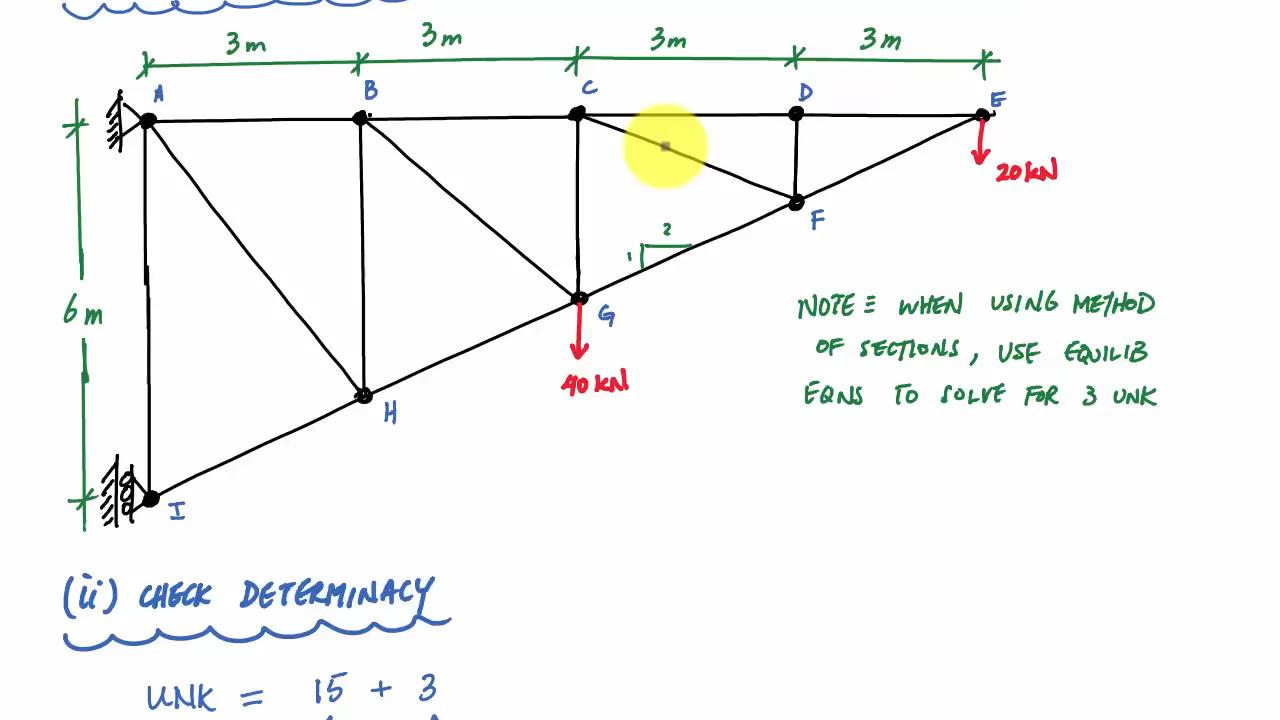 3m 3m 3m 3m
A B C D E
20KN
F
2
1
6m
G
40KN
NOTE ≡ WHEN USING METHOD
OF SECTIONS, USE EQUILIB
EQNS TO SOLVE FOR 3 UNK
H
I
(ii) CHECK DETERMINACY
UNK = 15 + 3